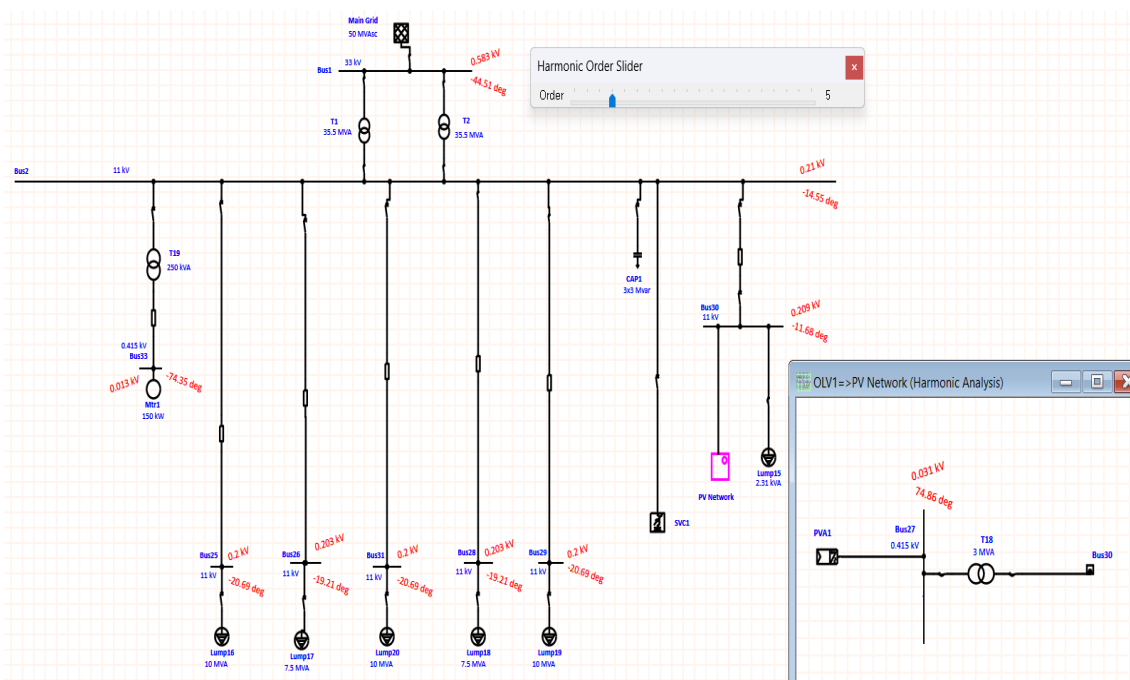 Main Grid
50 MVAsc
Harmonic Order Slider
x
Order
5
Bus1
33 kV
0.583 kV
-44.51 deg
T1
35.5 MVA
T2
35.5 MVA
Bus2
11 kV
0.21 kV
-14.55 deg
T19
250 kVA
CAP1
3x3 Mvar
Bus30
11 kV
0.209 kV
-11.68 deg
0.415 kV
Bus33
0.013 kV
-74.35 deg
Mtr1
150 kW
PV Network
Lump15
2.31 kVA
SVC1
Bus25
11 kV
0.2 kV
-20.69 deg
Bus26
11 kV
0.203 kV
-19.21 deg
Bus31
11 kV
0.2 kV
-20.69 deg
Bus28
11 kV
0.203 kV
-19.21 deg
Bus29
11 kV
0.2 kV
-20.69 deg
Lump16
10 MVA
Lump17
7.5 MVA
Lump20
10 MVA
Lump18
7.5 MVA
Lump19
10 MVA
OLV1=>PV Network (Harmonic Analysis)
0.031 kV
74.86 deg
PVA1
Bus27
0.415 kV
T18
3 MVA
Bus30